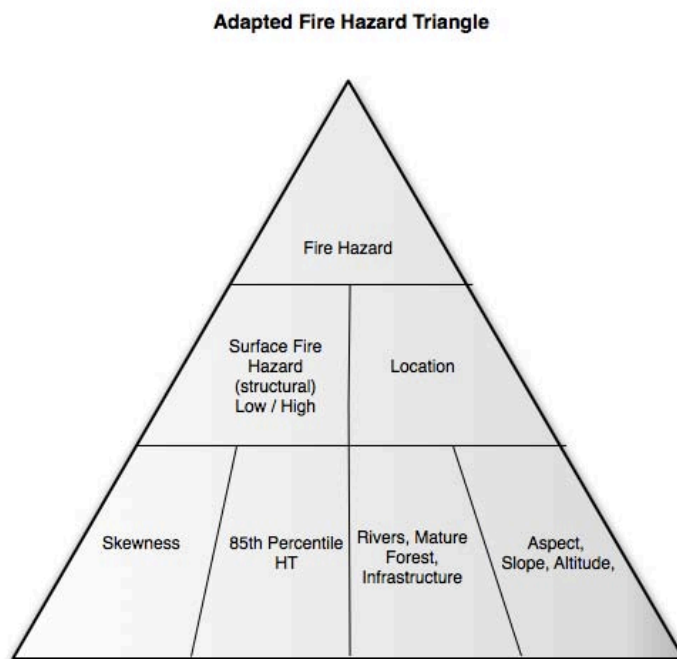 Adapted Fire Hazard Triangle
Fire Hazard
Surface Fire
Hazard
(structural)
Low / High
Location
Skewness
85th Percentile
HT
Rivers, Mature
Forest,
Infrastructure
Aspect,
Slope, Altitude,